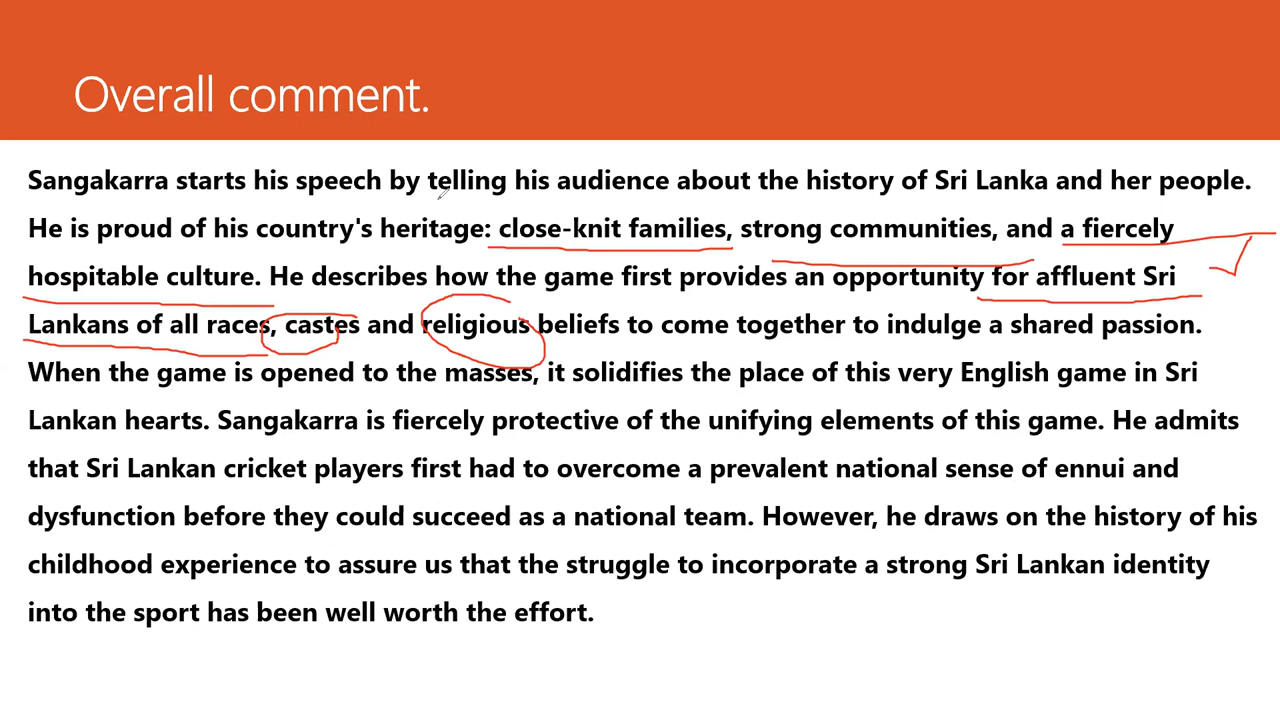 Overall comment.
Sangakarra starts his speech by telling his audience about the history of Sri Lanka and her people.
He is proud of his country's heritage: close-knit families, strong communities, and a fiercely
hospitable culture. He describes how the game first provides an opportunity for affluent Sri
Lankans of all races, castes and religious beliefs to come together to indulge a shared passion.
When the game is opened to the masses, it solidifies the place of this very English game in Sri
Lankan hearts. Sangakarra is fiercely protective of the unifying elements of this game. He admits
that Sri Lankan cricket players first had to overcome a prevalent national sense of ennui and
dysfunction before they could succeed as a national team. However, he draws on the history of his
childhood experience to assure us that the struggle to incorporate a strong Sri Lankan identity
into the sport has been well worth the effort.